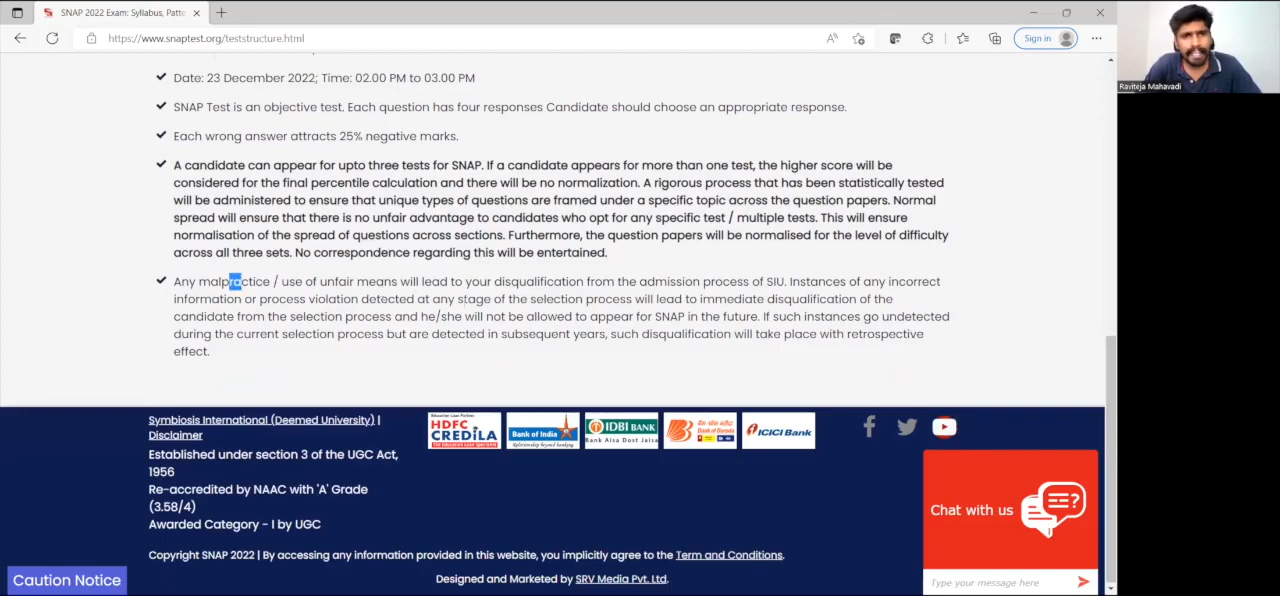 SNAP 2022 Exam: Syllabus, Patte
https://www.snaptest.org/teststructure.html
Sign in
Raviteja Mahavadi
Date: 23 December 2022; Time: 02.00 PM to 03.00 PM
SNAP Test is an objective test. Each question has four responses Candidate should choose an appropriate response.
Each wrong answer attracts 25% negative marks.
A candidate can appear for upto three tests for SNAP. If a candidate appears for more than one test, the higher score will be
considered for the final percentile calculation and there will be no normalization. A rigorous process that has been statistically tested
will be administered to ensure that unique types of questions are framed under a specific topic across the question papers. Normal
spread will ensure that there is no unfair advantage to candidates who opt for any specific test / multiple tests. This will ensure
normalisation of the spread of questions across sections. Furthermore, the question papers will be normalised for the level of difficulty
across all three sets. No correspondence regarding this will be entertained.
Any malpractice / use of unfair means will lead to your disqualification from the admission process of SIU. Instances of any incorrect
information or process violation detected at any stage of the selection process will lead to immediate disqualification of the
candidate from the selection process and he/she will not be allowed to appear for SNAP in the future. If such instances go undetected
during the current selection process but are detected in subsequent years, such disqualification will take place with retrospective
effect.
Symbiosis International (Deemed University) |
Disclaimer
Established under section 3 of the UGC Act,
1956
Re-accredited by NAAC with 'A' Grade
(3.58/4)
Awarded Category - I by UGC
HDFC
CREDILA
Bank of India
IDBI BANK
Bank Aisa Dost Jaisa
Bank of Baroda
ICICI Bank
Chat with us
Type your message here
Copyright SNAP 2022 | By accessing any information provided in this website, you implicitly agree to the Term and Conditions.
Designed and Marketed by SRV Media Pvt. Ltd.
Caution Notice